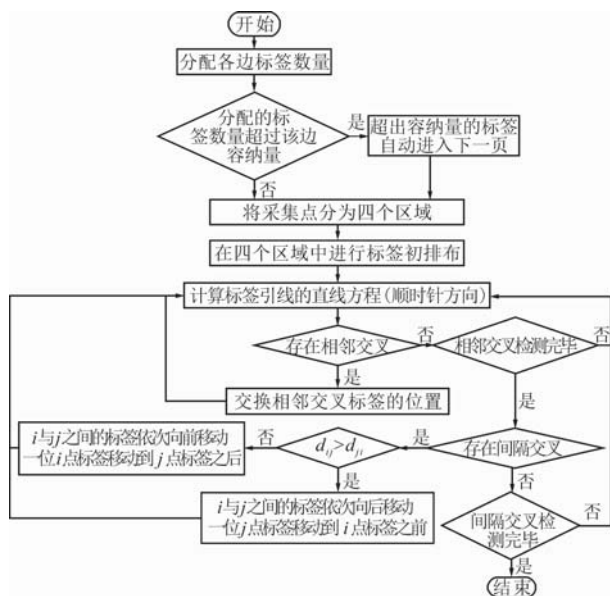 开始
分配各边标签数量
分配的标
签数量超过该边
容纳量
是
超出容纳量的标签
自动进入下一页
否
将采集点分为四个区域
在四个区域中进行标签初排布
计算标签引线的直线方程(顺时针方向)
存在相邻交叉
否
相邻交叉检测完毕
否
是
交换相邻交叉标签的位置
是
i与j之间的标签依次向前移动
一位,i点标签移动到j点标签之后
否
d_ij>d_ji
是
存在间隔交叉
是
否
i与j之间的标签依次向后移动
一位,j点标签移动到i点标签之前
间隔交叉检
测完毕
否
是
结束